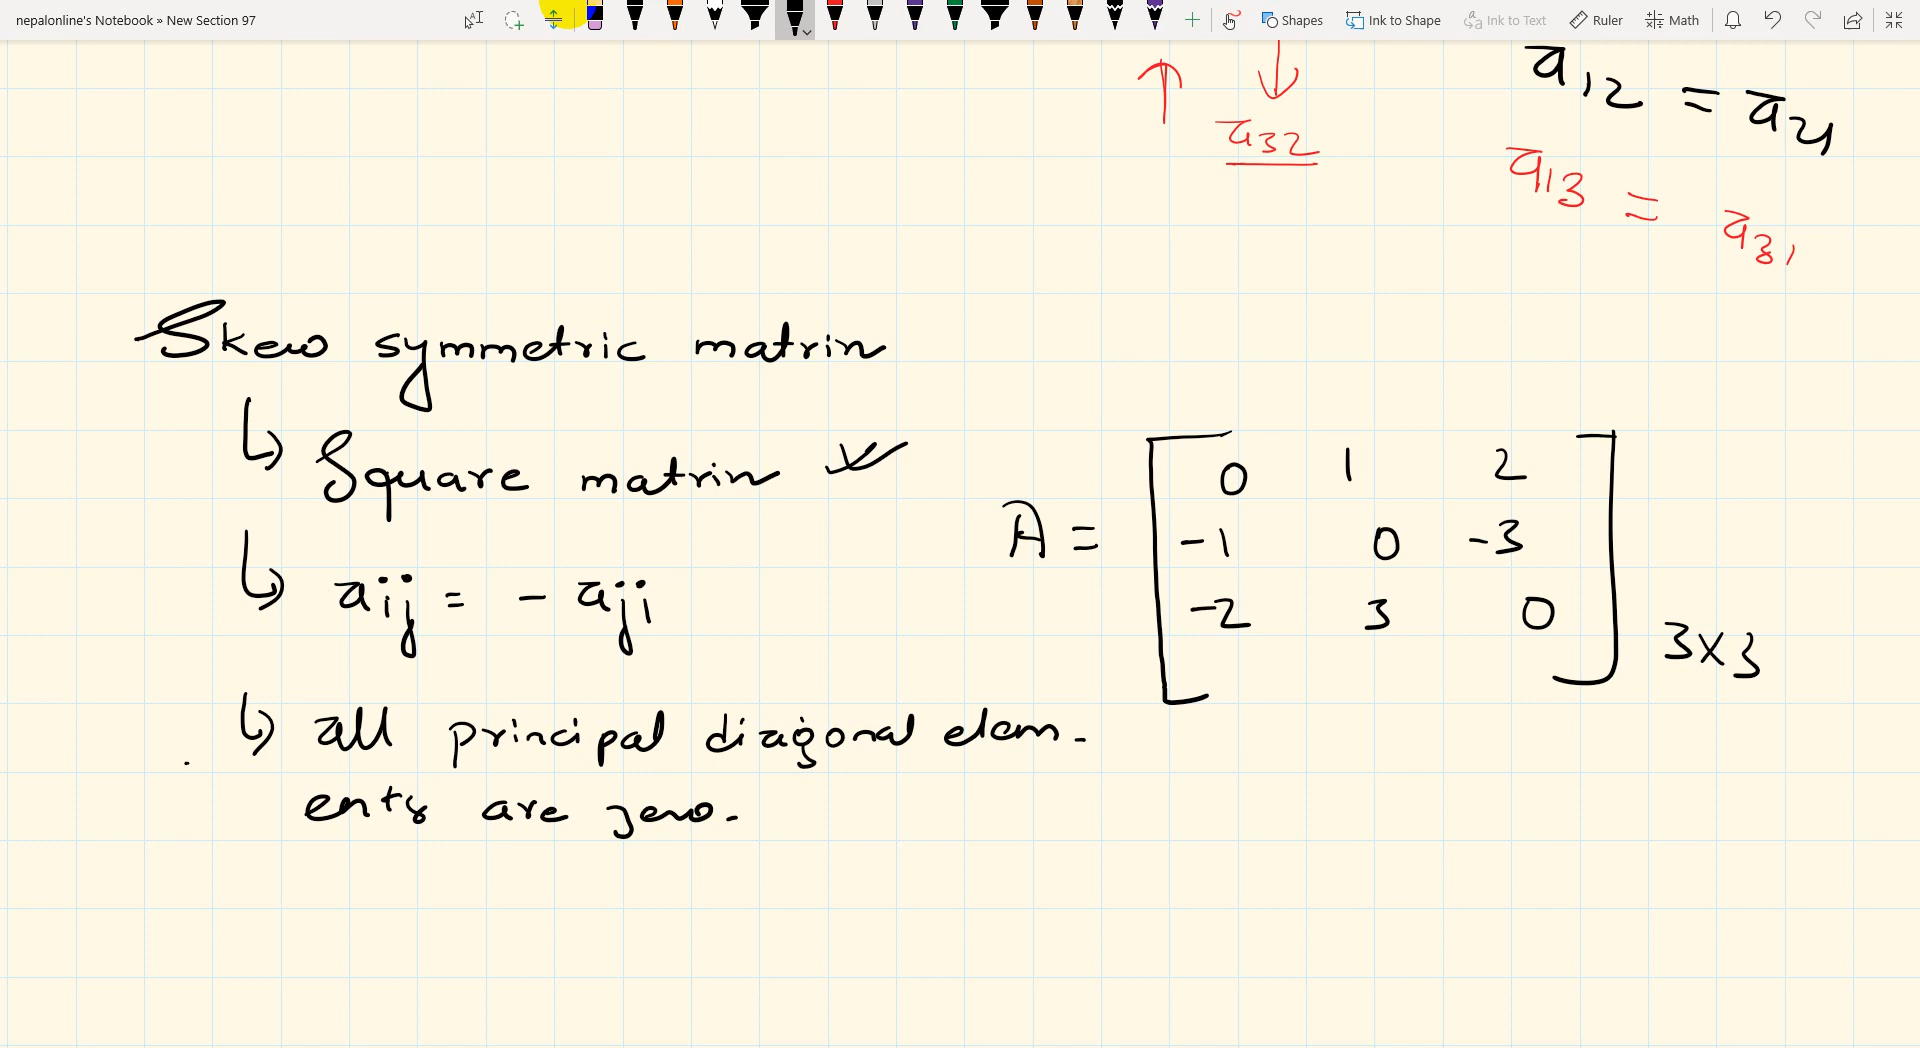 nepalonline's Notebook » New Section 97
Shapes Ink to Shape Ink to Text Ruler Math
a12 = a21
a32
a13 = a31
Skew symmetric matrix
Square matrix
aij = - aji
all principal diagonal elem-
ents are zero.
A =
0 1 2
-1 0 -3
-2 3 0
3×3